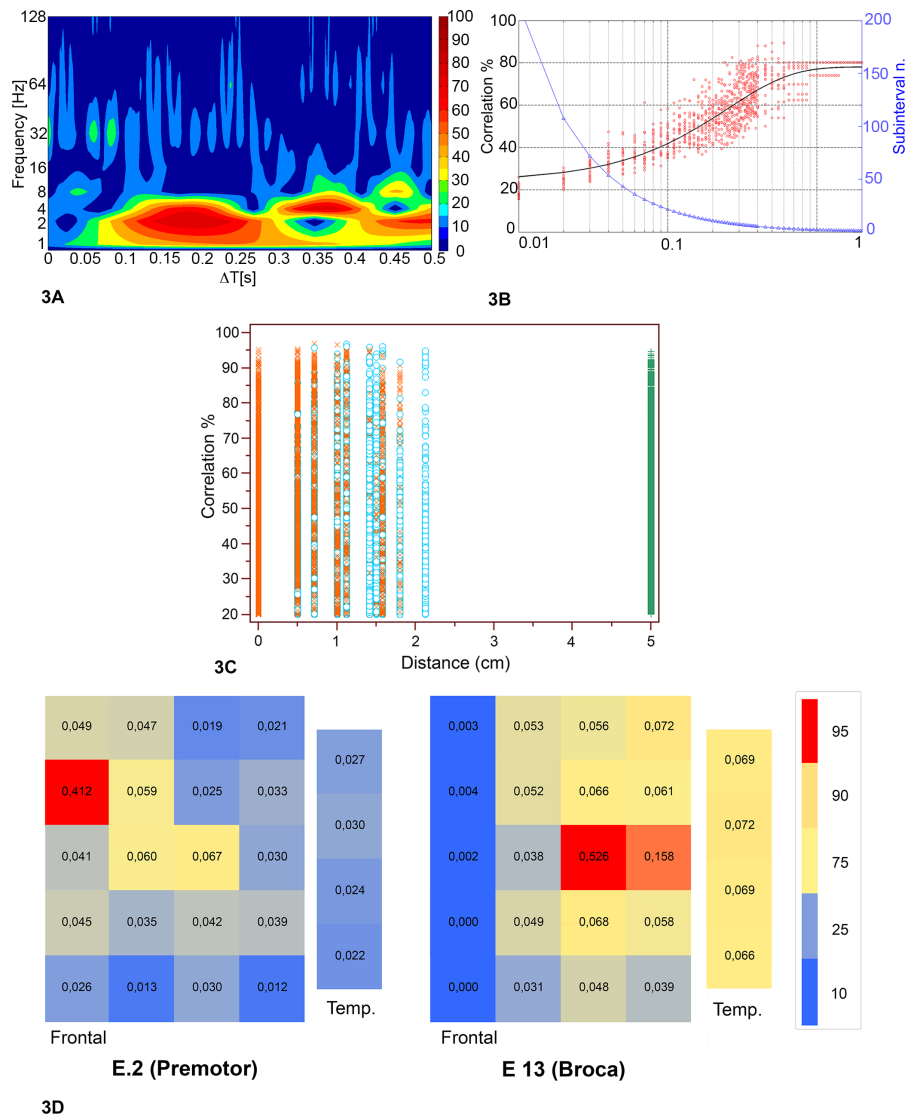 128
64
32
16
8
4
2
1
Frequency [Hz]
0 0.05 0.1 0.15 0.2 0.25 0.3 0.35 0.4 0.45 0.5
ΔT[s]
100
90
80
70
60
50
40
30
20
10
0
3A
100
80
60
40
20
0
Correlation %
0.01 0.1 1
200
150
100
50
0
Subinterval n.
3B
100
90
80
70
60
50
40
30
20
Correlation %
0 1 2 3 4 5
Distance (cm)
3C
0,049 0,047 0,019 0,021
0,412 0,059 0,025 0,033
0,041 0,060 0,067 0,030
0,045 0,035 0,042 0,039
0,026 0,013 0,030 0,012
0,027
0,030
0,024
0,022
Temp.
Frontal
E.2 (Premotor)
0,003 0,053 0,056 0,072
0,004 0,052 0,066 0,061
0,002 0,038 0,526 0,158
0,000 0,049 0,068 0,058
0,000 0,031 0,048 0,039
0,069
0,072
0,069
0,066
Temp.
Frontal
E 13 (Broca)
95
90
75
25
10
3D